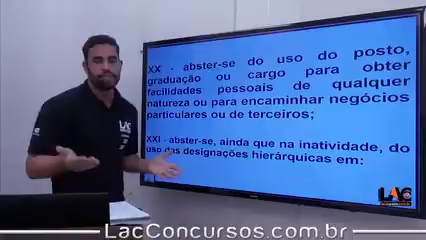 XX - abster-se do uso do posto,
graduação ou cargo para obter
facilidades pessoais de qualquer
natureza ou para encaminhar negócios
particulares ou de terceiros;
XXI - abster-se, ainda que na inatividade, do
uso das designações hierárquicas em:
LAC
LAC
LacConcursos.com.br